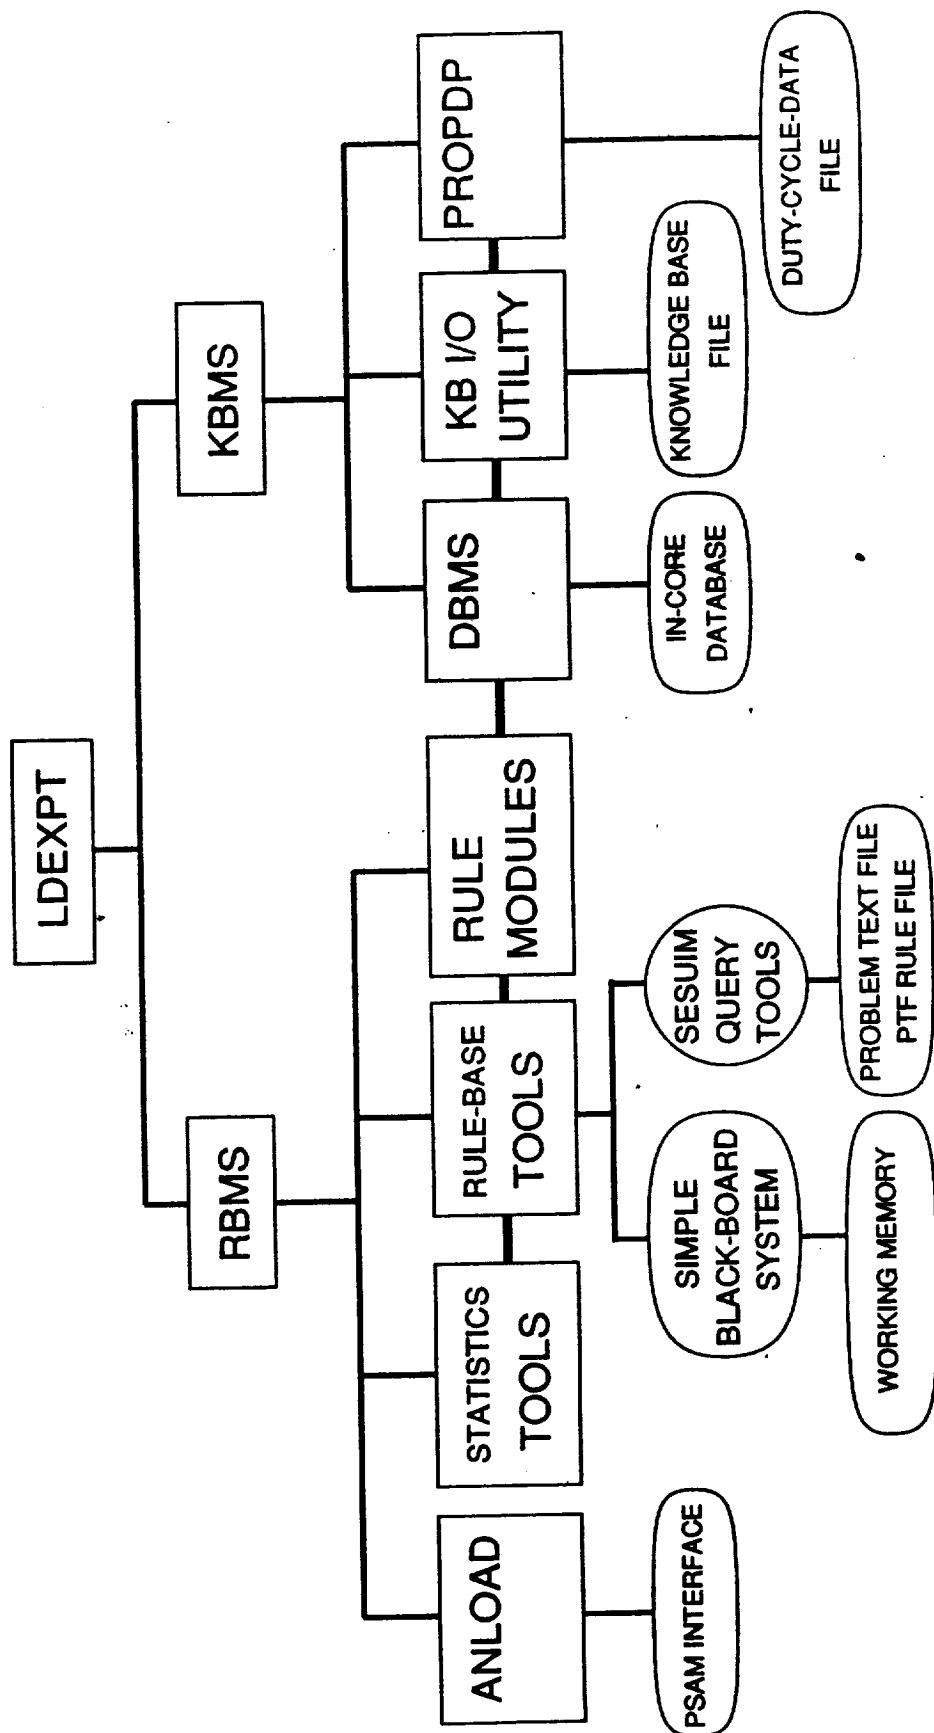 LDEXPT
RBMS
KBMS
ANLOAD
STATISTICS
TOOLS
RULE-BASE
TOOLS
RULE
MODULES
DBMS
KB I/O
UTILITY
PROPDP
PSAM INTERFACE
SIMPLE
BLACK-BOARD
SYSTEM
SESUIM
QUERY
TOOLS
IN-CORE
DATABASE
KNOWLEDGE BASE
FILE
DUTY-CYCLE-DATA
FILE
WORKING MEMORY
PROBLEM TEXT FILE
PTF RULE FILE